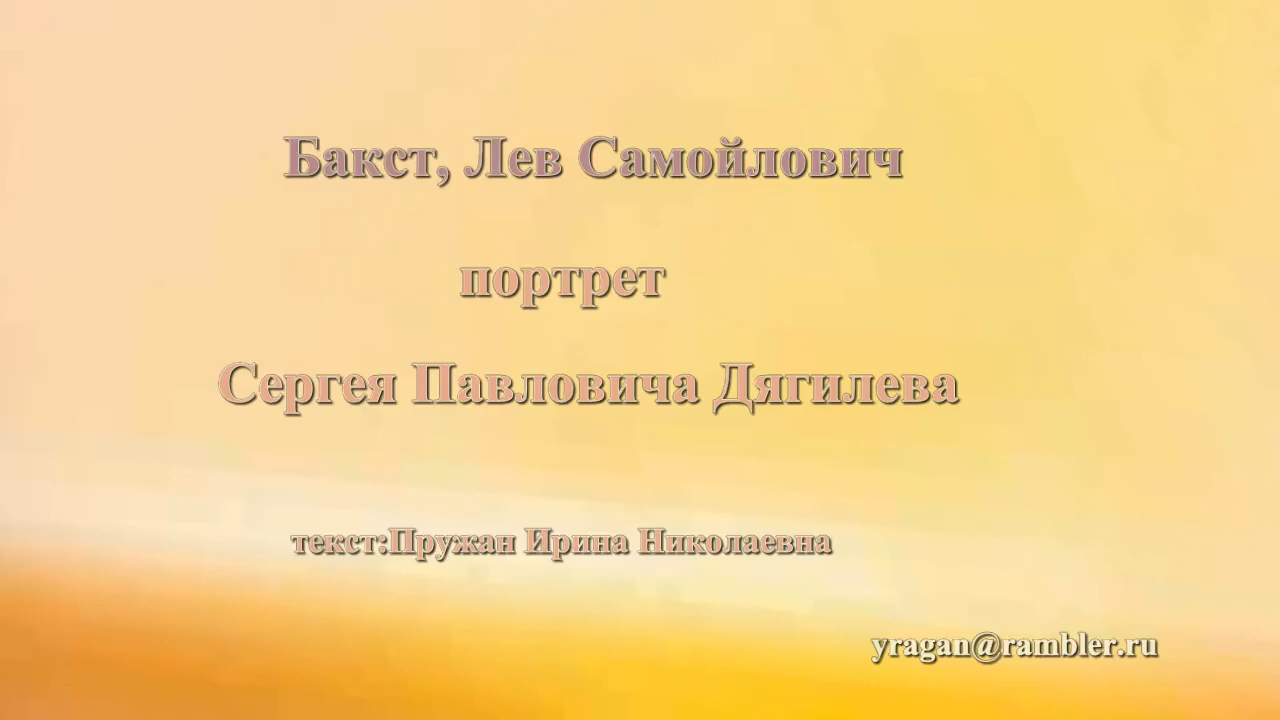 Бакст, Лев Самойлович
портрет
Сергея Павловича Дягилева
текст:Пружан Ирина Николаевна
yragan@rambler.ru